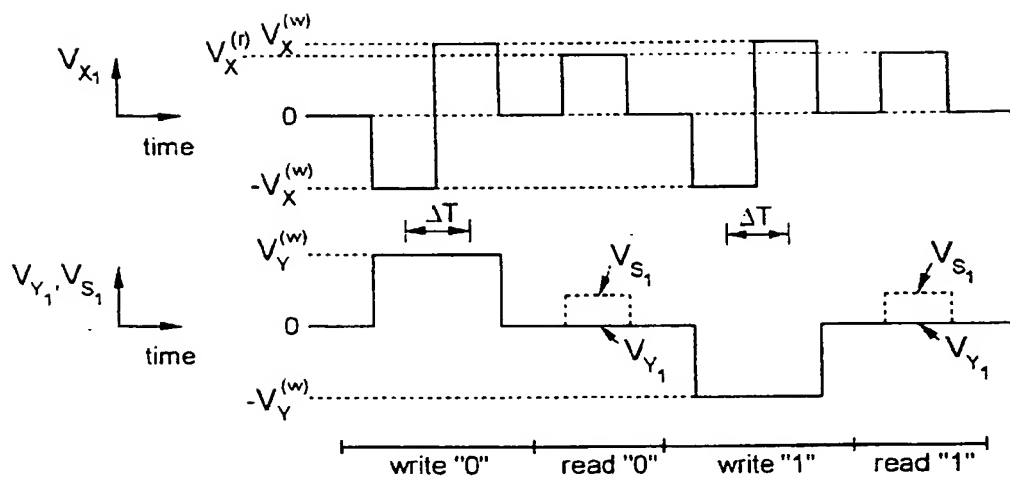 V_X^(w)
V_X^(r)
V_X₁
0
time
-V_X^(w)
ΔT ΔT
V_Y^(w)
V_S₁ V_S₁
V_Y₁, V_S₁
0
time
V_Y₁ V_Y₁
-V_Y^(w)
write "0" read "0" write "1" read "1"